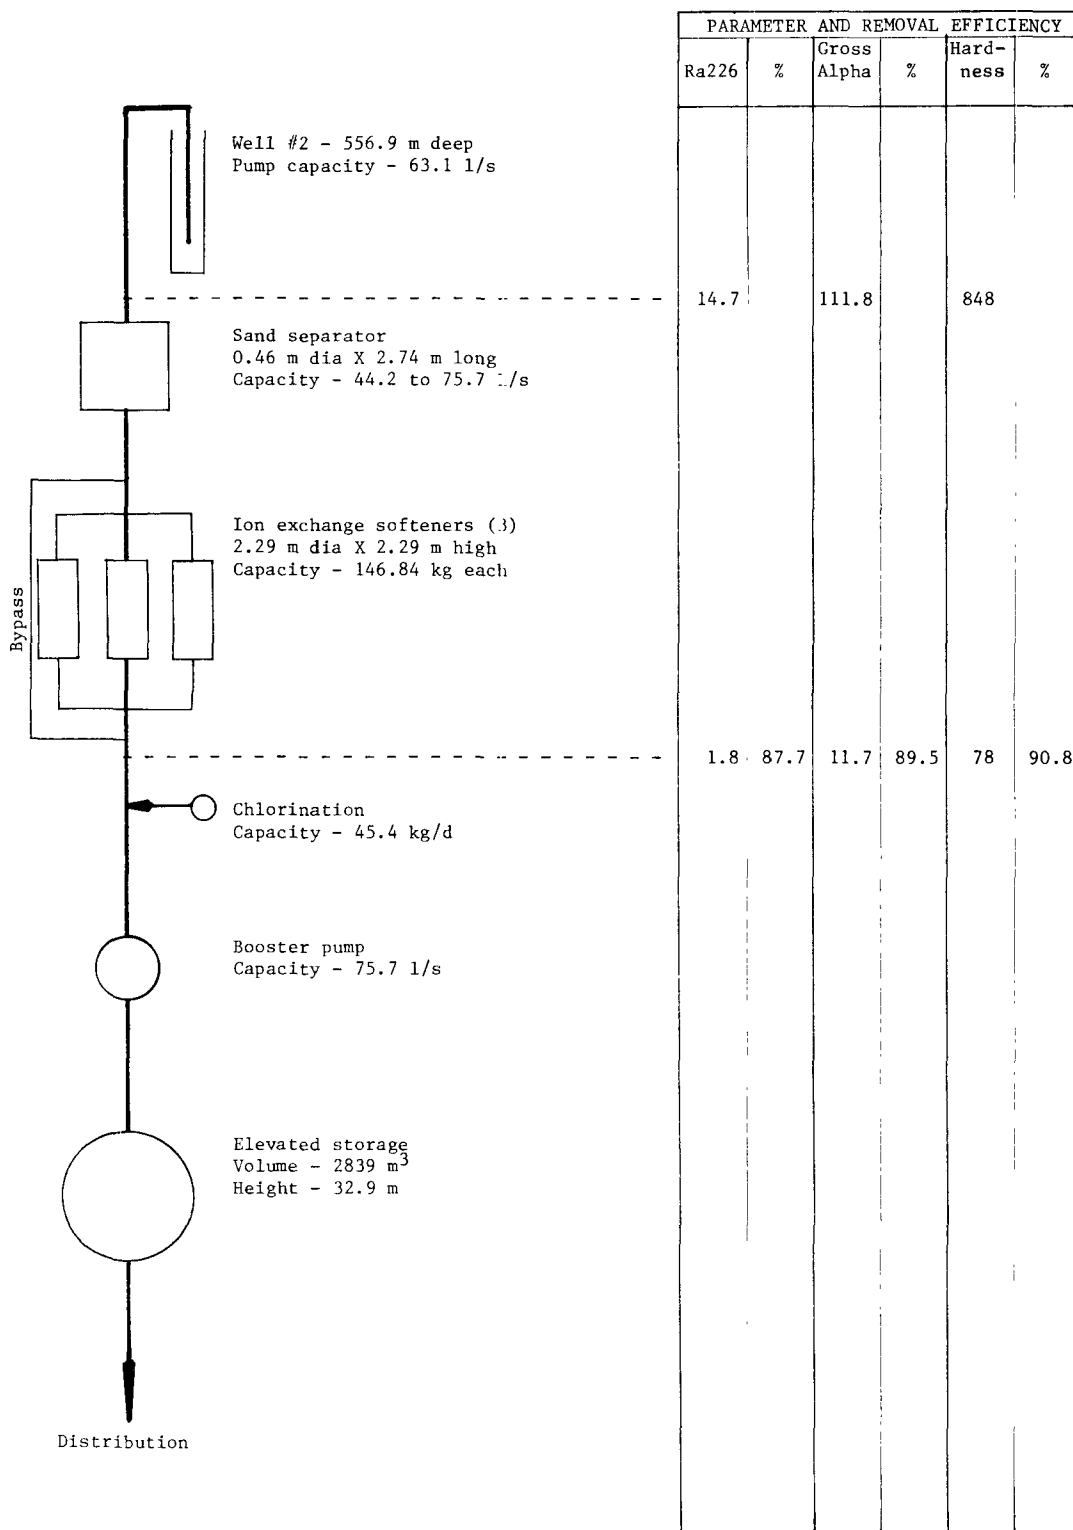 PARAMETER AND REMOVAL EFFICIENCY
Ra226 % Gross Alpha % Hard-ness %
Well #2 - 556.9 m deep
Pump capacity - 63.1 l/s
14.7 111.8 848
Sand separator
0.46 m dia X 2.74 m long
Capacity - 44.2 to 75.7 l/s
Ion exchange softeners (3)
2.29 m dia X 2.29 m high
Capacity - 146.84 kg each
Bypass
1.8 87.7 11.7 89.5 78 90.8
Chlorination
Capacity - 45.4 kg/d
Booster pump
Capacity - 75.7 l/s
Elevated storage
Volume - 2839 m³
Height - 32.9 m
Distribution